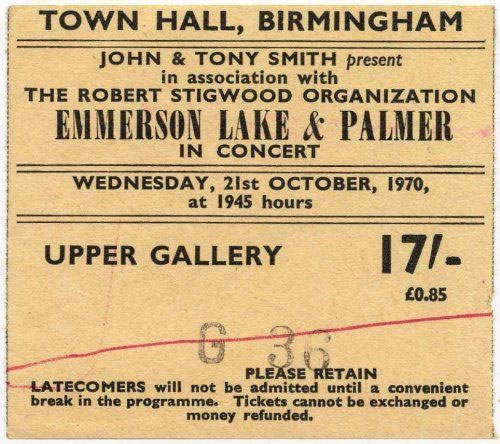 TOWN HALL, BIRMINGHAM
JOHN & TONY SMITH present
in association with
THE ROBERT STIGWOOD ORGANIZATION
EMMERSON LAKE & PALMER
IN CONCERT
WEDNESDAY, 21st OCTOBER, 1970,
at 1945 hours
UPPER GALLERY 17/-
£0.85
G 36
PLEASE RETAIN
LATECOMERS will not be admitted until a convenient
break in the programme. Tickets cannot be exchanged or
money refunded.